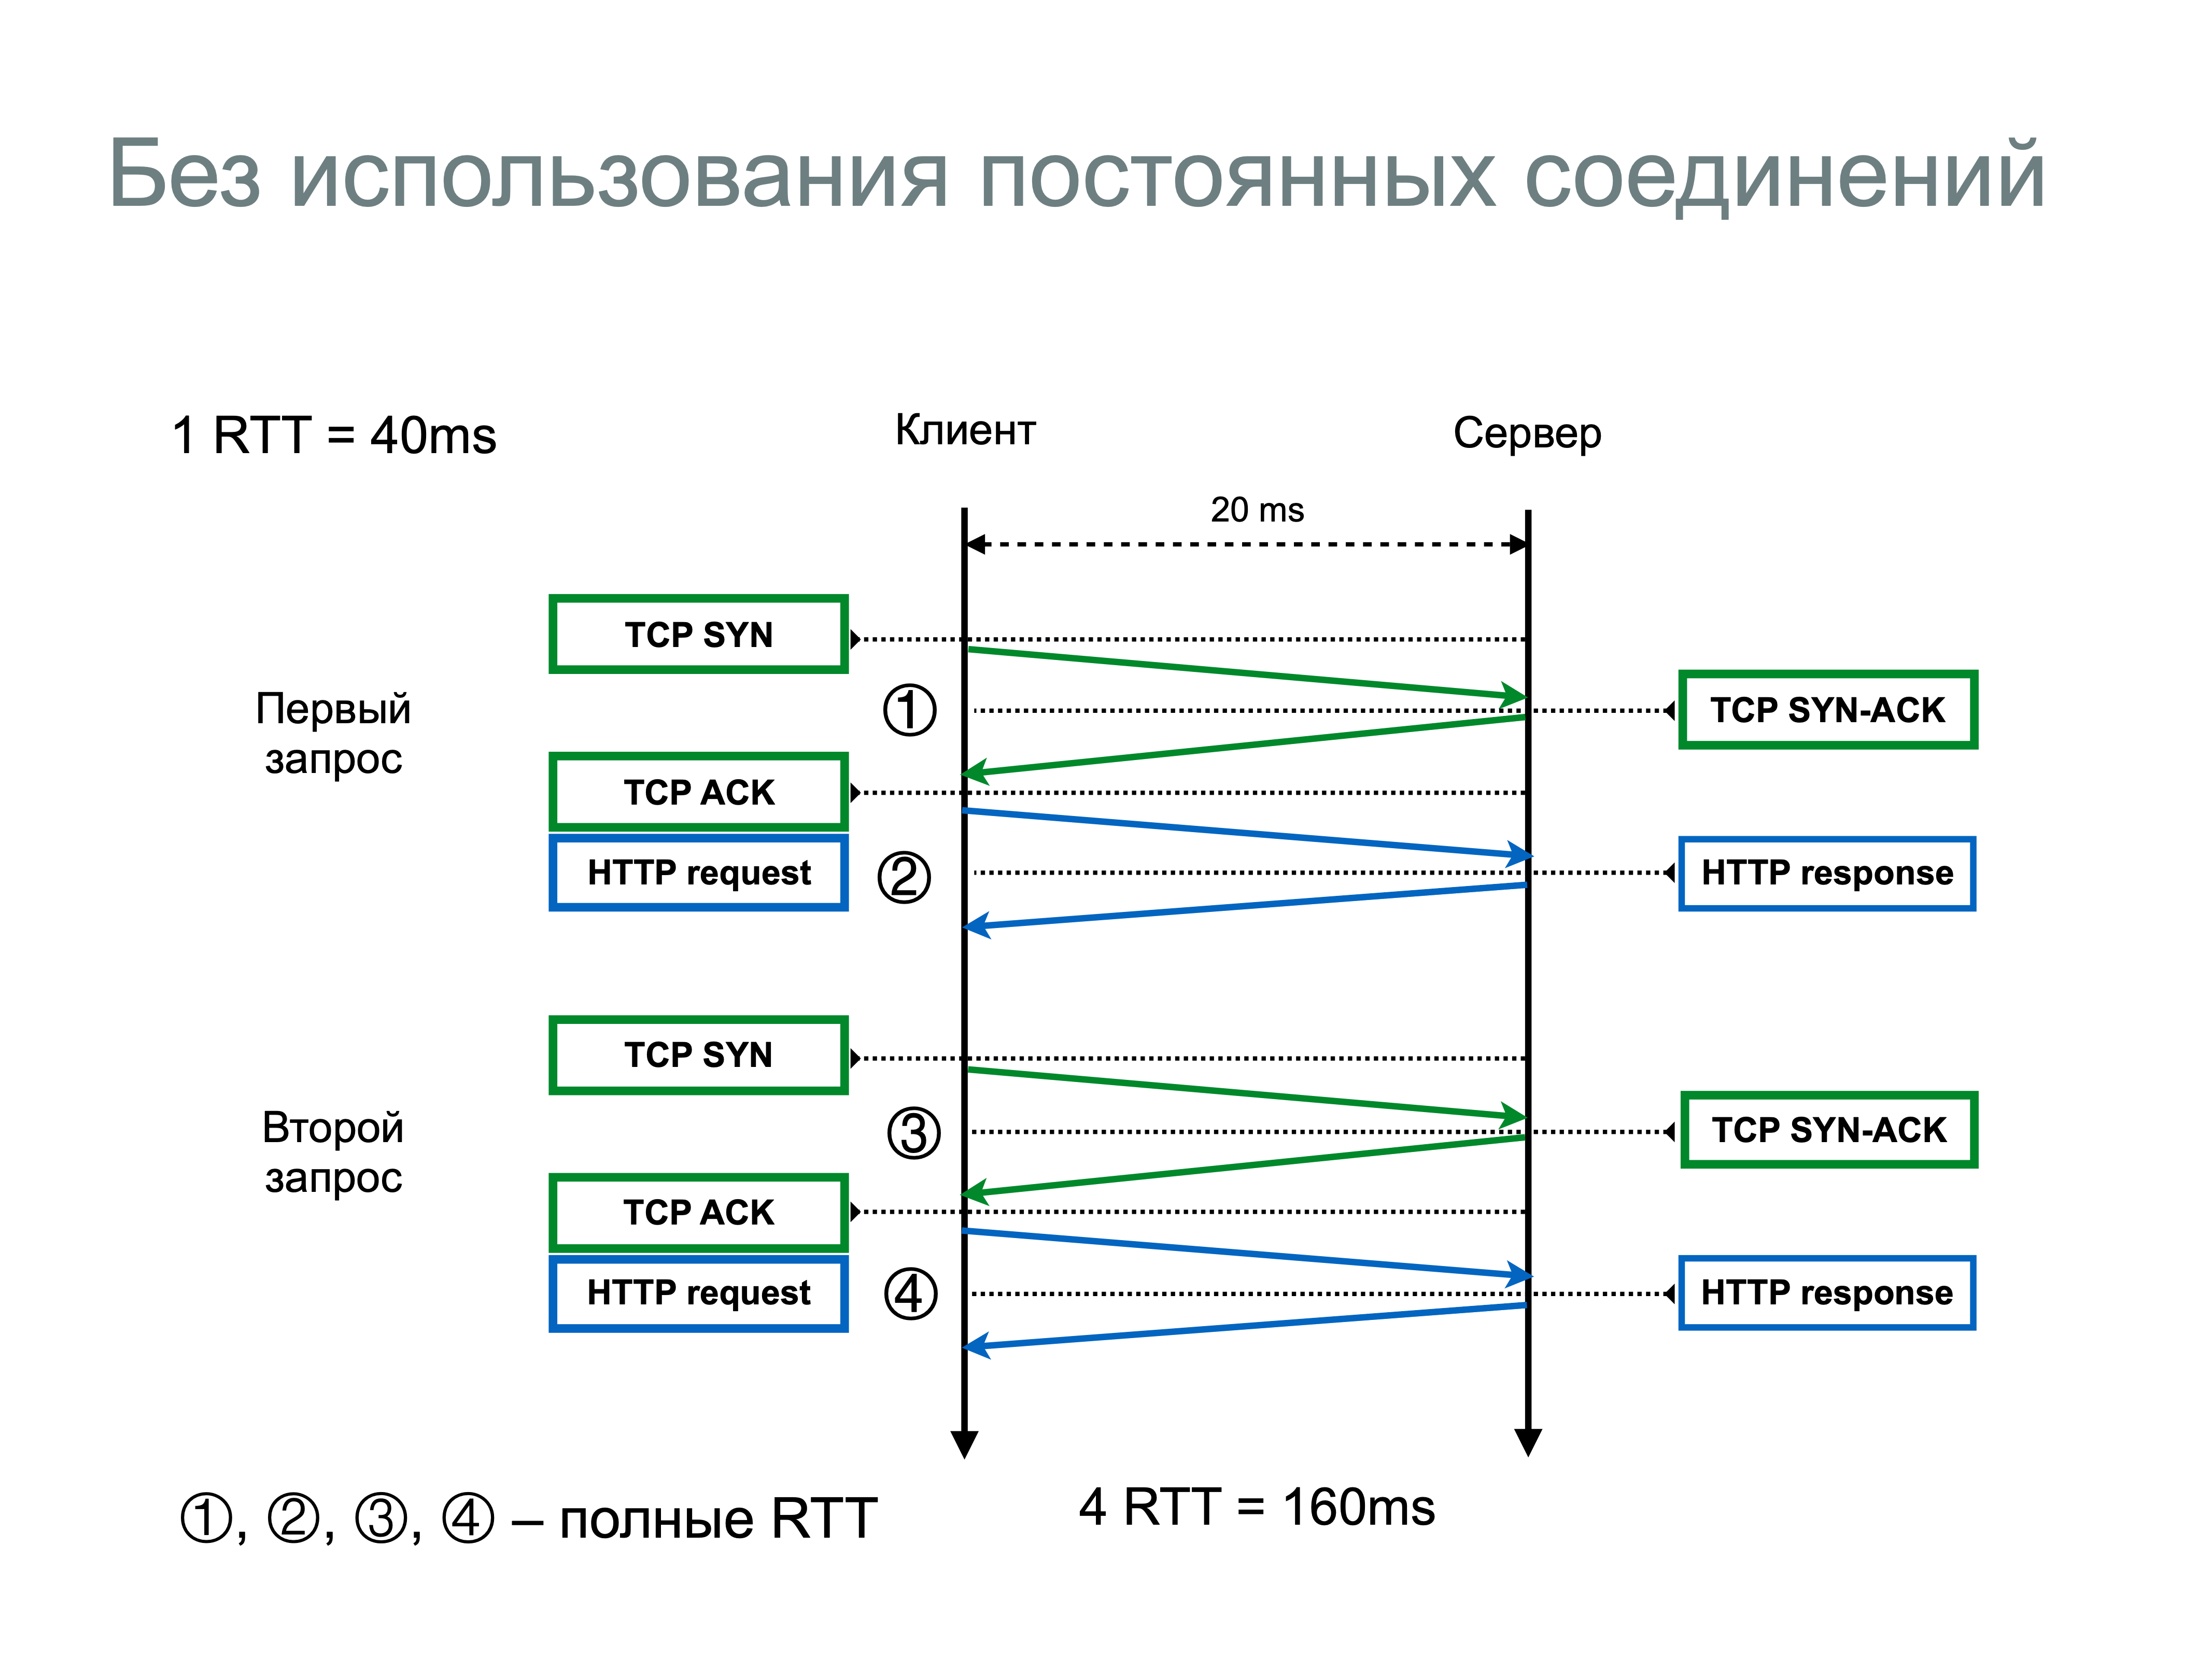 Без использования постоянных соединений
1 RTT = 40ms
Клиент
Сервер
20 ms
TCP SYN
Первый
запрос
①
TCP SYN-ACK
TCP ACK
HTTP request
②
HTTP response
TCP SYN
Второй
запрос
③
TCP SYN-ACK
TCP ACK
HTTP request
④
HTTP response
①, ②, ③, ④ – полные RTT
4 RTT = 160ms